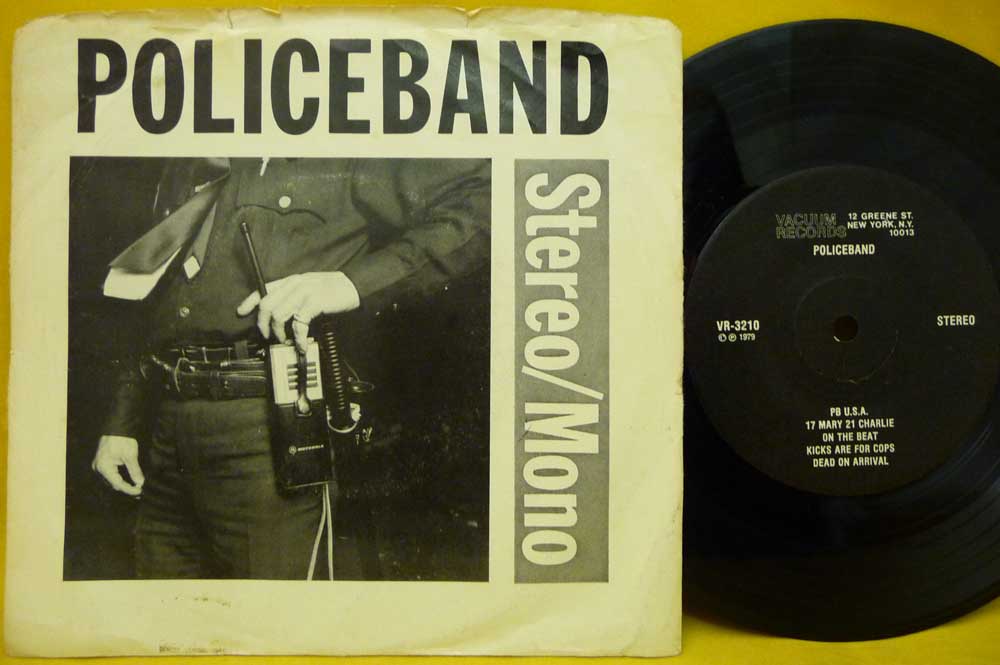 POLICEBAND
Stereo/Mono
MOTOROLA
VACUUM
RECORDS
12 GREENE ST.
NEW YORK, N.Y.
10013
POLICEBAND
VR-3210
STEREO
© ℗ 1979
PB U.S.A.
17 MARY 21 CHARLIE
ON THE BEAT
KICKS ARE FOR COPS
DEAD ON ARRIVAL